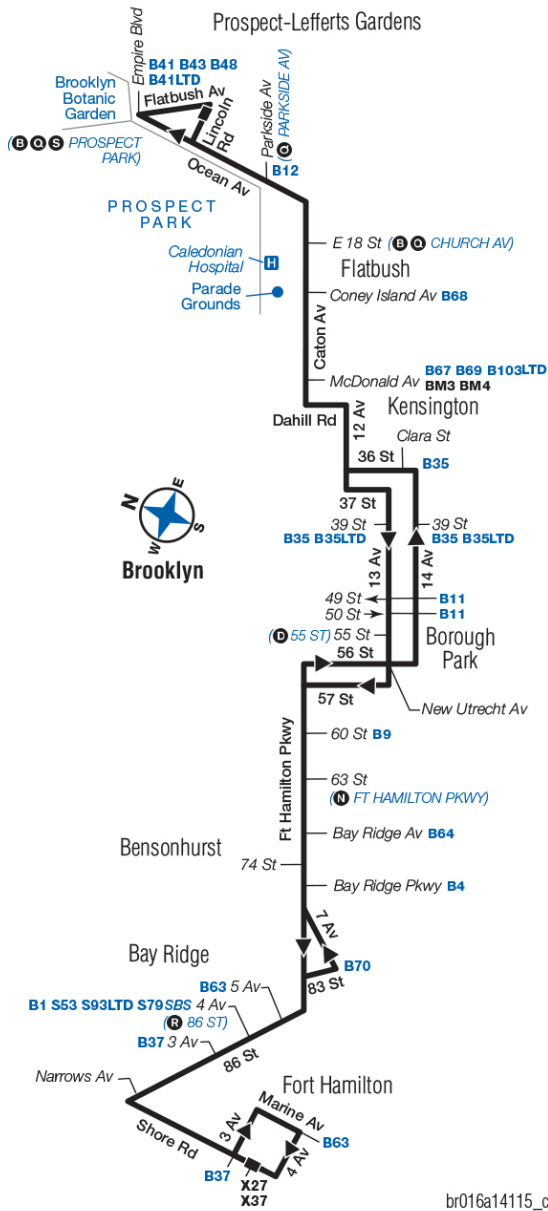 Prospect-Lefferts Gardens
Empire Blvd
B41 B43 B48
B41LTD
Brooklyn
Botanic
Garden
Flatbush Av
Lincoln
Rd
Parkside Av
(Q PARKSIDE AV)
B12
(B Q S PROSPECT
PARK)
Ocean Av
PROSPECT
PARK
E 18 St (B Q CHURCH AV)
Caledonian
Hospital
H
Flatbush
Parade
Grounds
Coney Island Av B68
Caton Av
B67 B69 B103LTD
McDonald Av BM3 BM4
Kensington
Dahill Rd
12 Av
Clara St
36 St
B35
37 St
N
E
S
W
Brooklyn
39 St
B35 B35LTD
39 St
B35 B35LTD
13 Av
14 Av
49 St B11
50 St B11
(D 55 ST) 55 St
Borough
Park
56 St
57 St
New Utrecht Av
Ft Hamilton Pkwy
60 St B9
63 St
(N FT HAMILTON PKWY)
Bay Ridge Av B64
Bensonhurst
74 St
Bay Ridge Pkwy B4
7 Av
Bay Ridge
B70
83 St
B63 5 Av
B1 S53 S93LTD S79SBS 4 Av
(R 86 ST)
B37 3 Av
86 St
Narrows Av
Fort Hamilton
Marine Av
3 Av
B63
Shore Rd
4 Av
B37
X27
X37
br016a14115_c